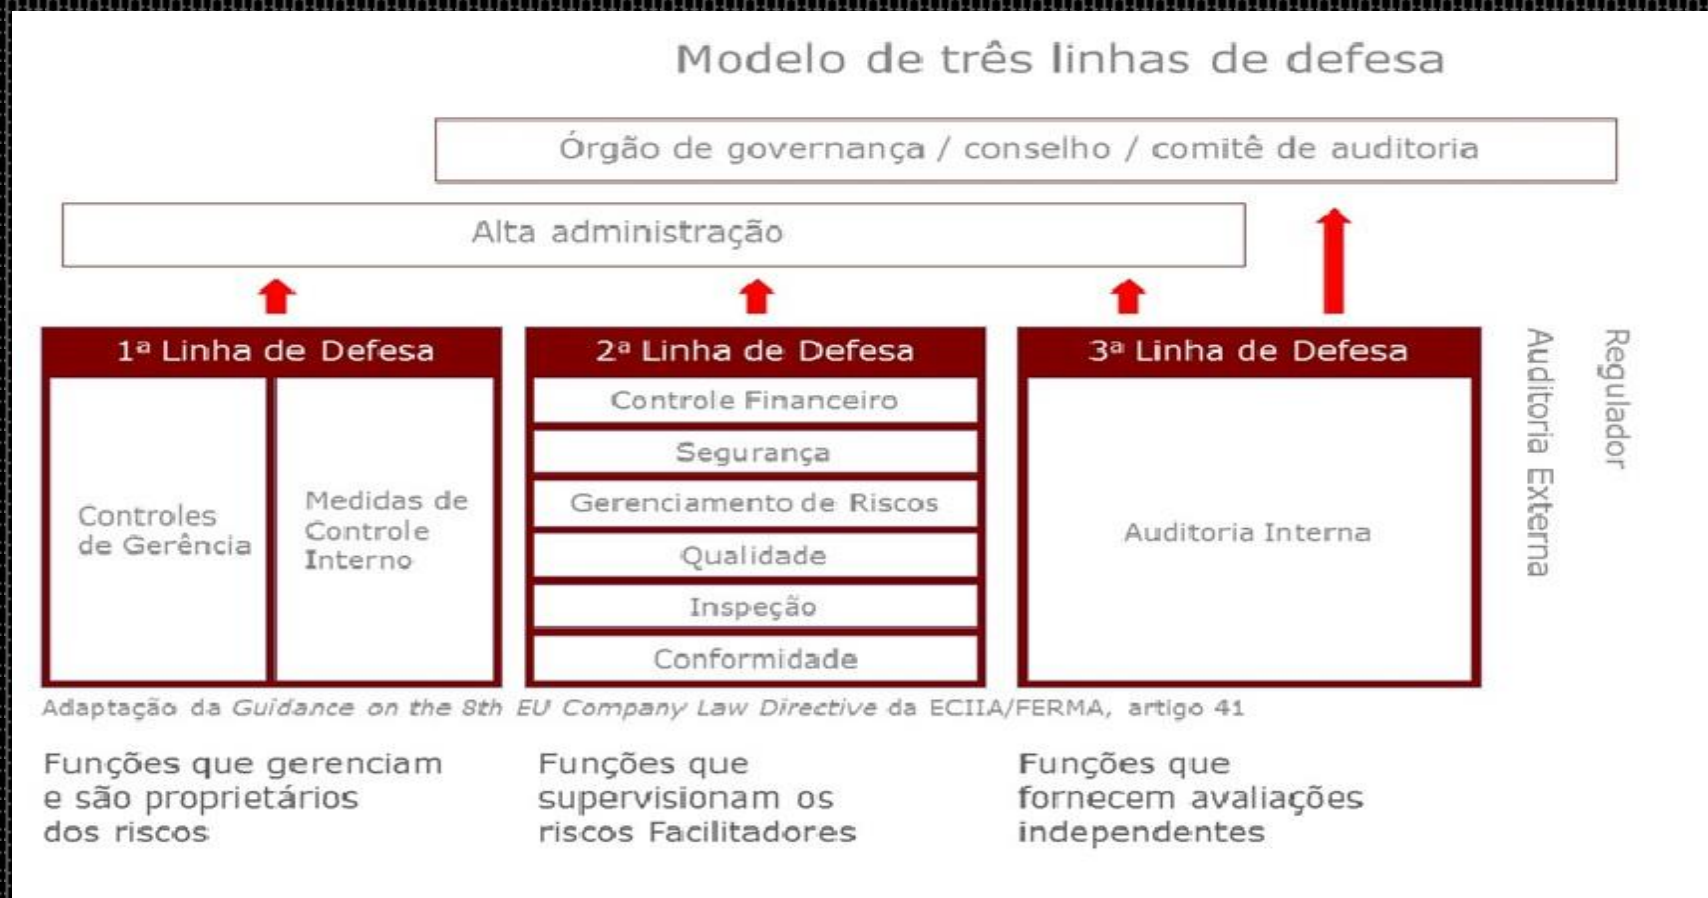 Modelo de três linhas de defesa
Órgão de governança / conselho / comitê de auditoria
Alta administração
1ª Linha de Defesa
Controles
de Gerência
Medidas de
Controle
Interno
2ª Linha de Defesa
Controle Financeiro
Segurança
Gerenciamento de Riscos
Qualidade
Inspeção
Conformidade
3ª Linha de Defesa
Auditoria Interna
Auditoria Externa
Regulador
Adaptação da Guidance on the 8th EU Company Law Directive da ECIIA/FERMA, artigo 41
Funções que gerenciam
e são proprietários
dos riscos
Funções que
supervisionam os
riscos Facilitadores
Funções que
fornecem avaliações
independentes